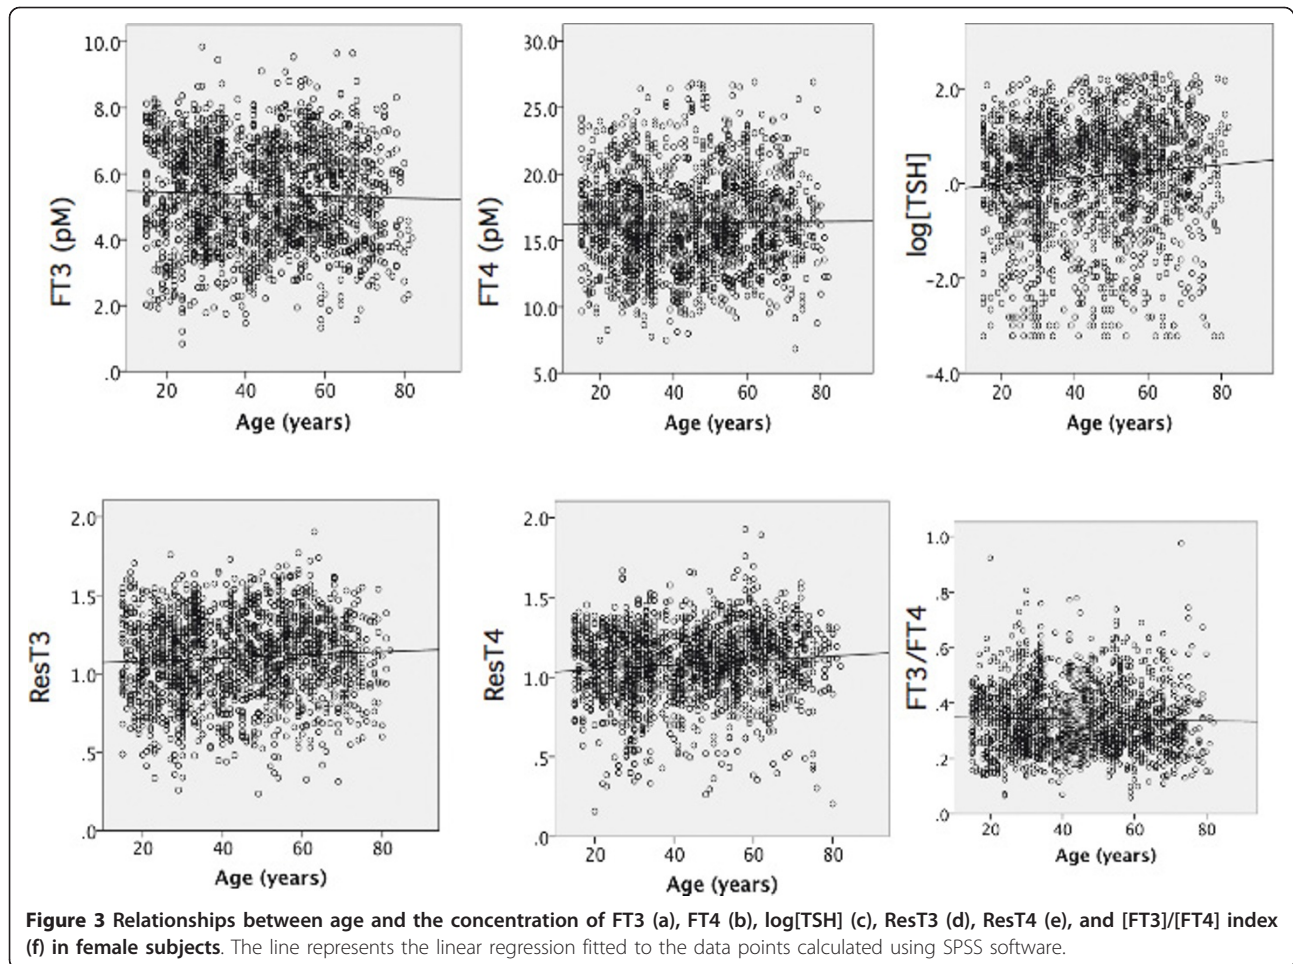 10.0
8.0
6.0
4.0
2.0
.0
FT3 (pM)
20 40 60 80
Age (years)
30.0
25.0
20.0
15.0
10.0
5.0
FT4 (pM)
20 40 60 80
Age (years)
2.0
.0
-2.0
-4.0
log[TSH]
20 40 60 80
Age (years)
2.0
1.5
1.0
.5
.0
ResT3
20 40 60 80
Age (years)
2.0
1.5
1.0
.5
.0
ResT4
20 40 60 80
Age (years)
1.0
.8
.6
.4
.2
.0
FT3/FT4
20 40 60 80
Age (years)
Figure 3 Relationships between age and the concentration of FT3 (a), FT4 (b), log[TSH] (c), ResT3 (d), ResT4 (e), and [FT3]/[FT4] index
(f) in female subjects. The line represents the linear regression fitted to the data points calculated using SPSS software.